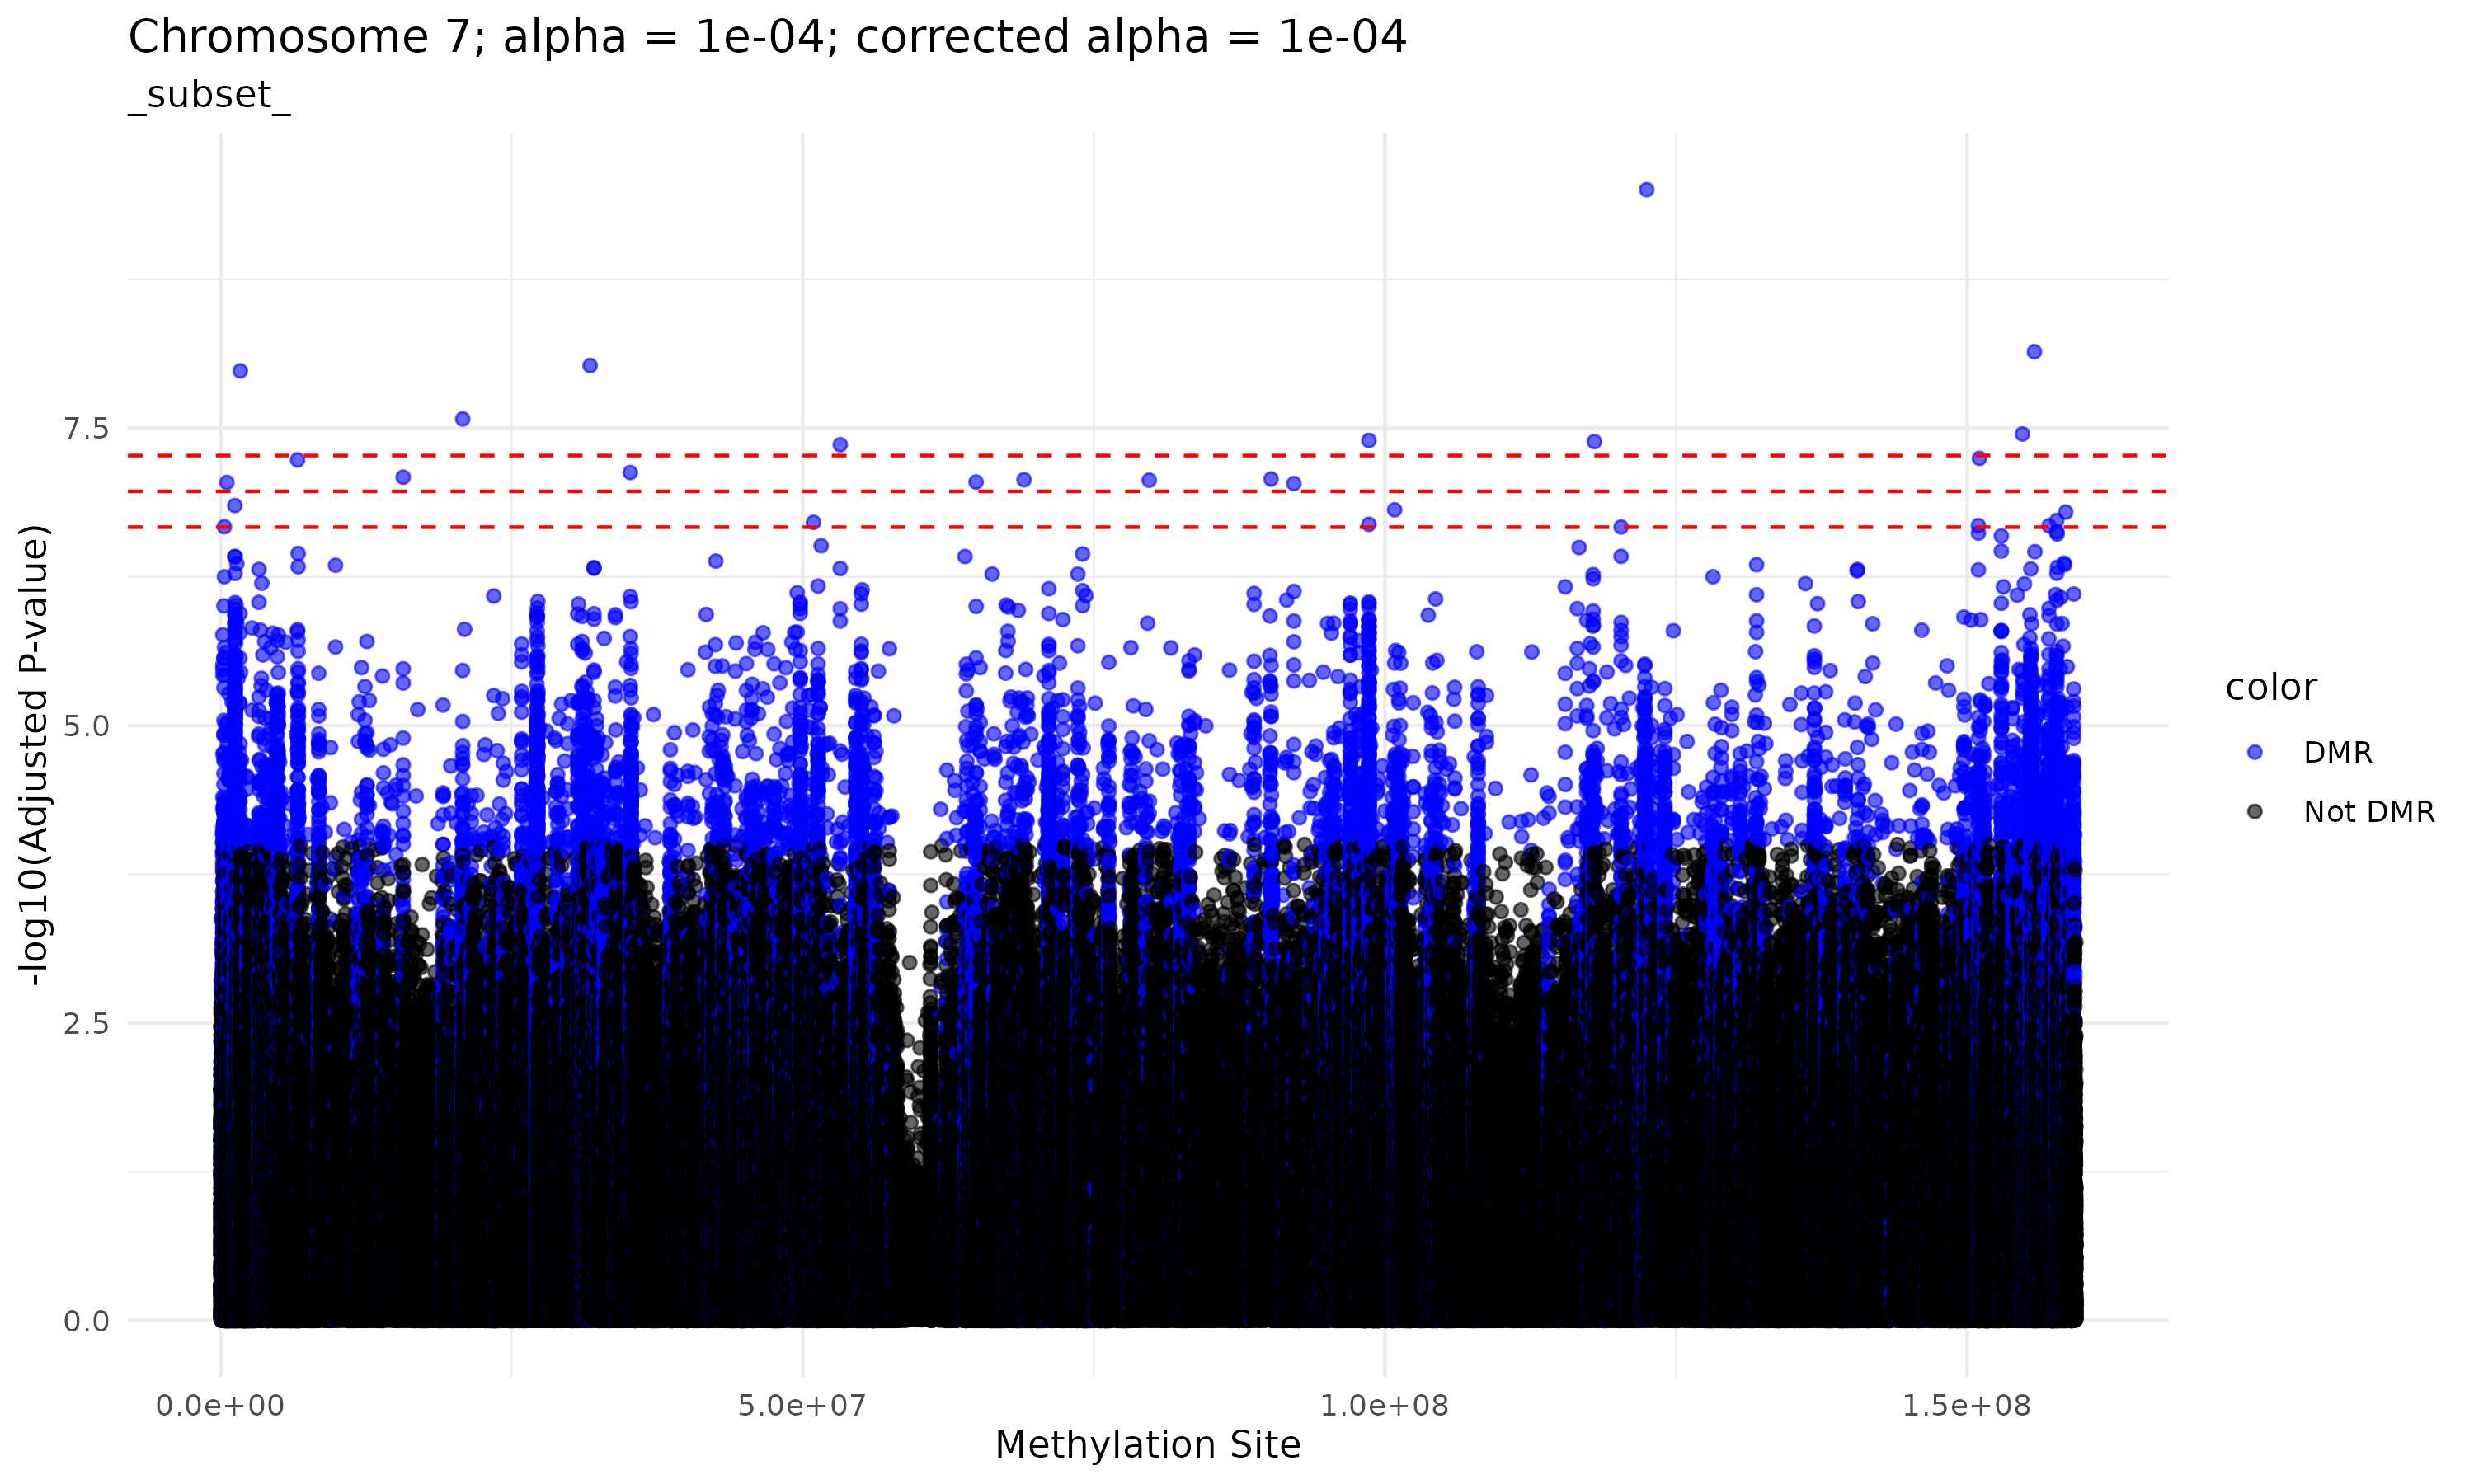 Chromosome 7; alpha = 1e-04; corrected alpha = 1e-04
_subset_
-log10(Adjusted P-value)
7.5
5.0
2.5
0.0
0.0e+00
5.0e+07
1.0e+08
1.5e+08
Methylation Site
color
DMR
Not DMR